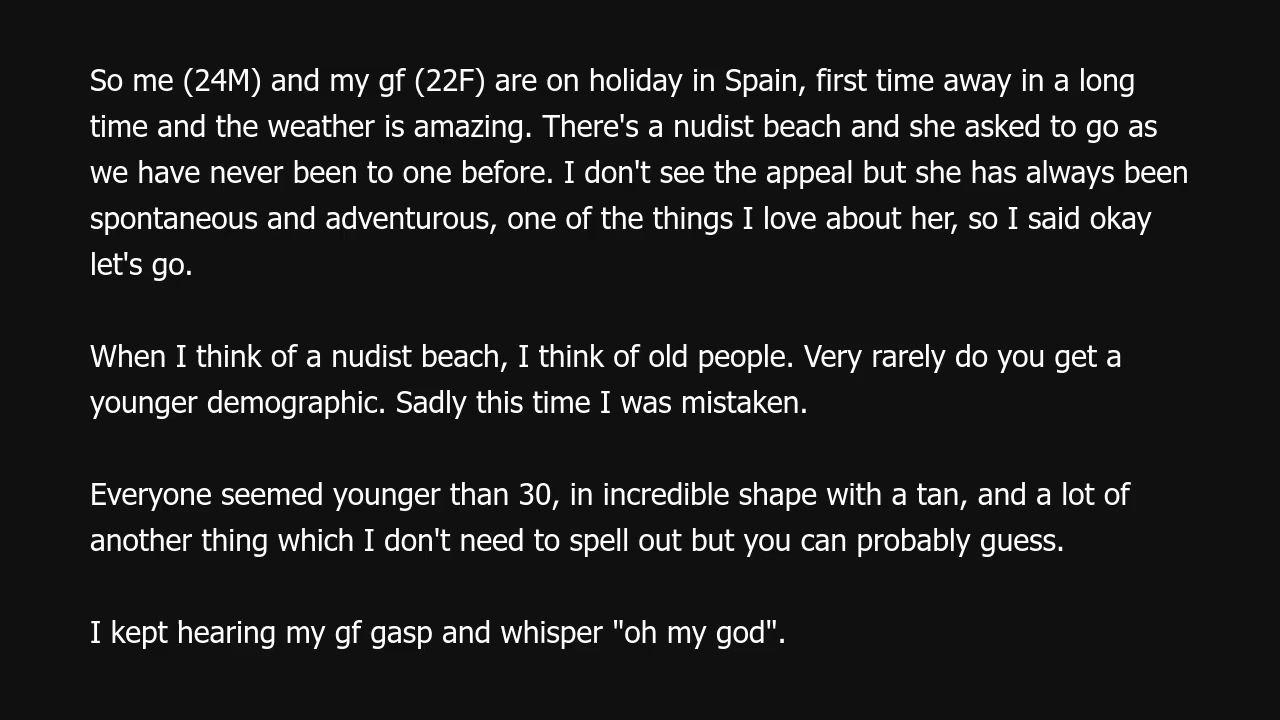 So me (24M) and my gf (22F) are on holiday in Spain, first time away in a long
time and the weather is amazing. There's a nudist beach and she asked to go as
we have never been to one before. I don't see the appeal but she has always been
spontaneous and adventurous, one of the things I love about her, so I said okay
let's go.
When I think of a nudist beach, I think of old people. Very rarely do you get a
younger demographic. Sadly this time I was mistaken.
Everyone seemed younger than 30, in incredible shape with a tan, and a lot of
another thing which I don't need to spell out but you can probably guess.
I kept hearing my gf gasp and whisper "oh my god".